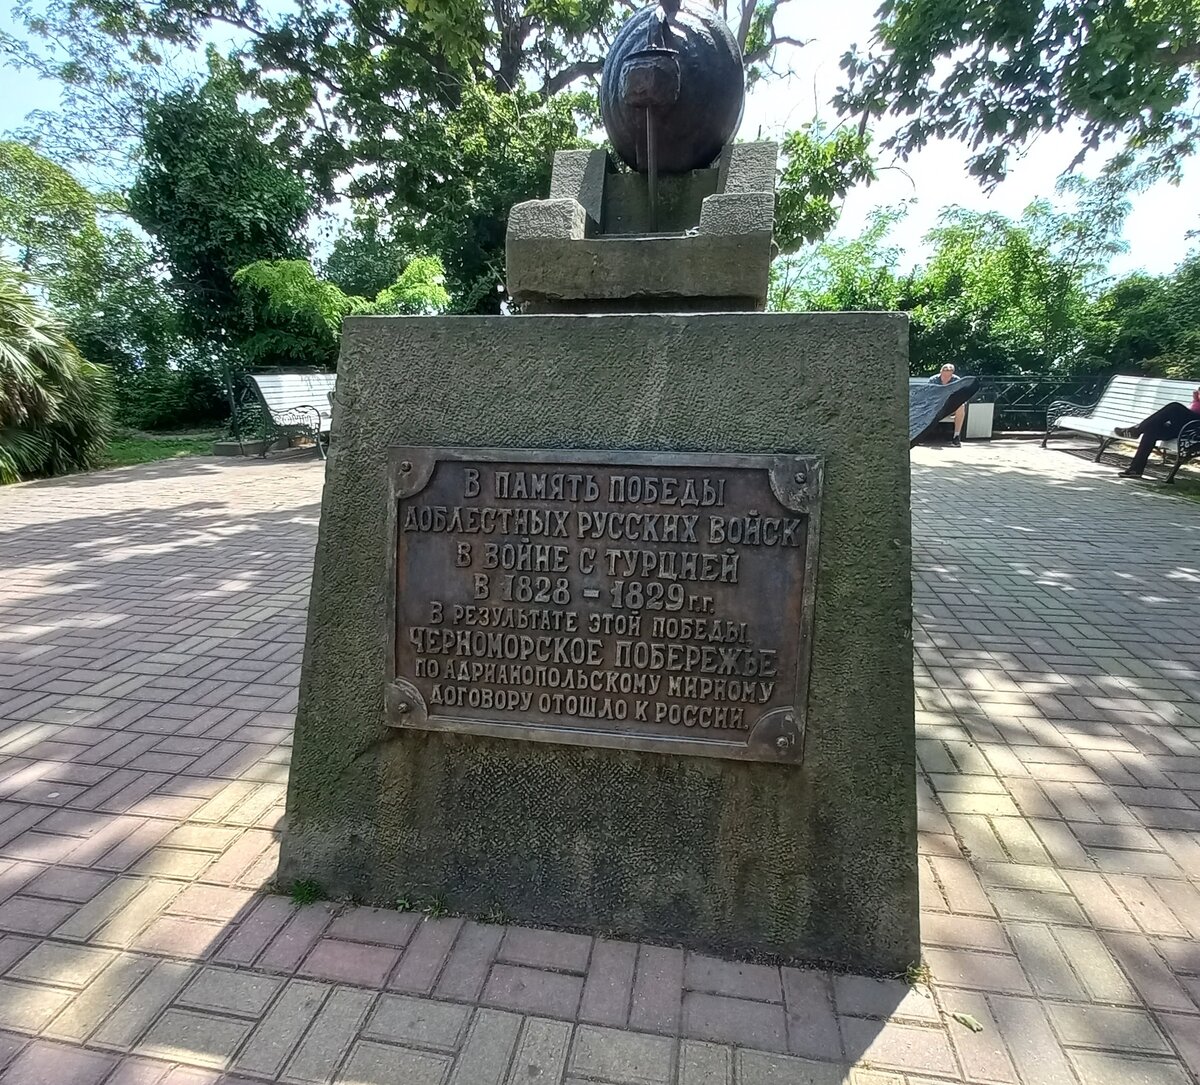 В ПАМЯТЬ ПОБЕДЫ
ДОБЛЕСТНЫХ РУССКИХ ВОЙСК
В ВОЙНЕ С ТУРЦИЕЙ
В 1828 - 1829 г.г.
В РЕЗУЛЬТАТЕ ЭТОЙ ПОБЕДЫ
ЧЕРНОМОРСКОЕ ПОБЕРЕЖЬЕ
ПО АДРИАНОПОЛЬСКОМУ МИРНОМУ
ДОГОВОРУ ОТОШЛО К РОССИИ.